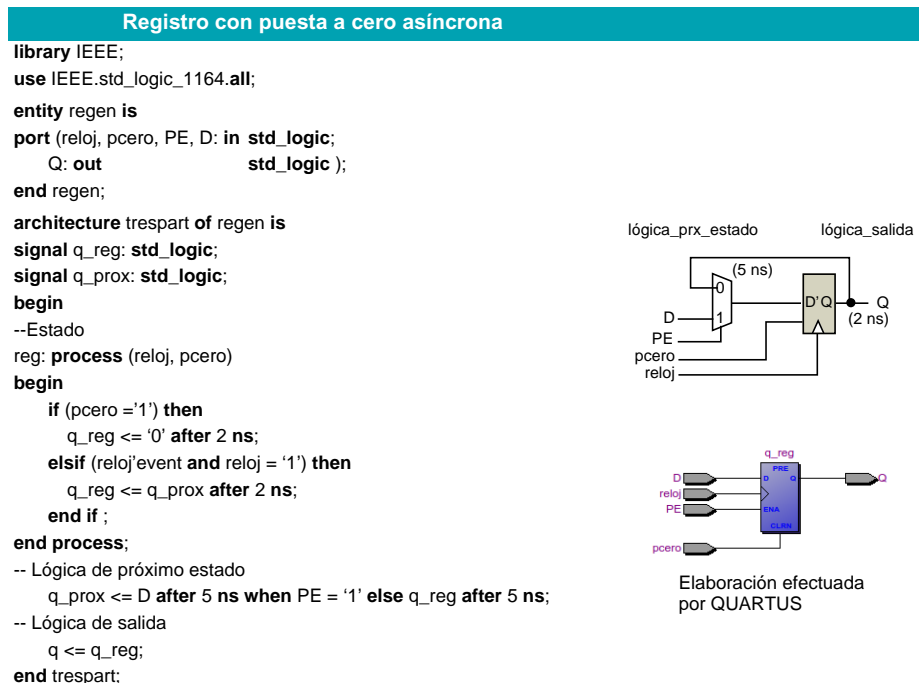 Registro con puesta a cero asíncrona
library IEEE;
use IEEE.std_logic_1164.all;
entity regen is
port (reloj, pcero, PE, D: in std_logic;
Q: out std_logic );
end regen;
architecture trespart of regen is
signal q_reg: std_logic;
signal q_prox: std_logic;
begin
--Estado
reg: process (reloj, pcero)
begin
if (pcero ='1') then
q_reg <= ‘0’ after 2 ns;
elsif (reloj’event and reloj = ‘1’) then
q_reg <= q_prox after 2 ns;
end if ;
end process;
-- Lógica de próximo estado
q_prox <= D after 5 ns when PE = ‘1’ else q_reg after 5 ns;
-- Lógica de salida
q <= q_reg;
end trespart;
lógica_prx_estado lógica_salida
(5 ns)
0
D 1 D’Q Q
(2 ns)
PE
pcero
reloj
q_reg
PRE
D D Q Q
reloj
PE ENA
CLRN
pcero
Elaboración efectuada
por QUARTUS